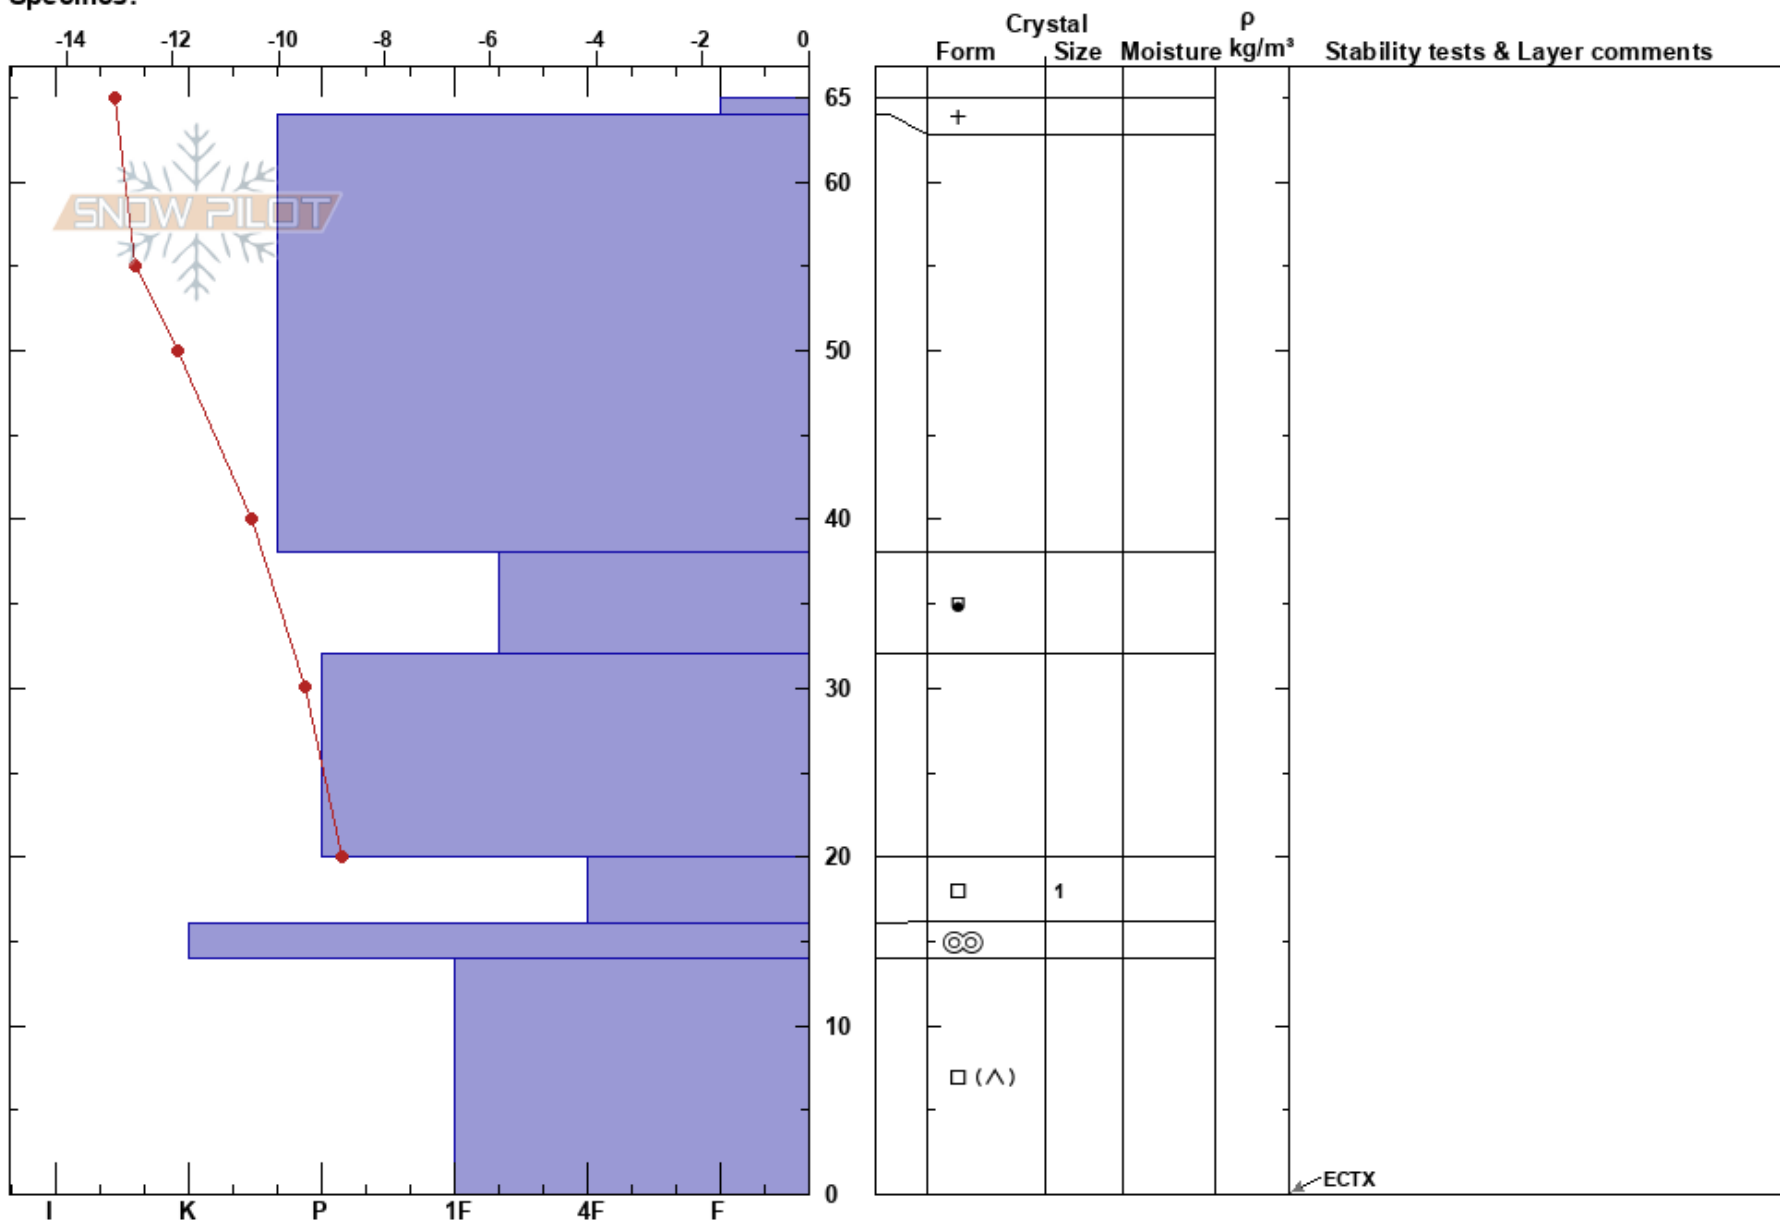 Specifics:
-14 -12 -10 -8 -6 -4 -2 0
Crystal ρ
Form Size Moisture kg/m³ Stability tests & Layer comments
65
+
SNOW PILOT
60
50
40
30
20
1
10
(∧)
0
ECTX
I K P 1F 4F F